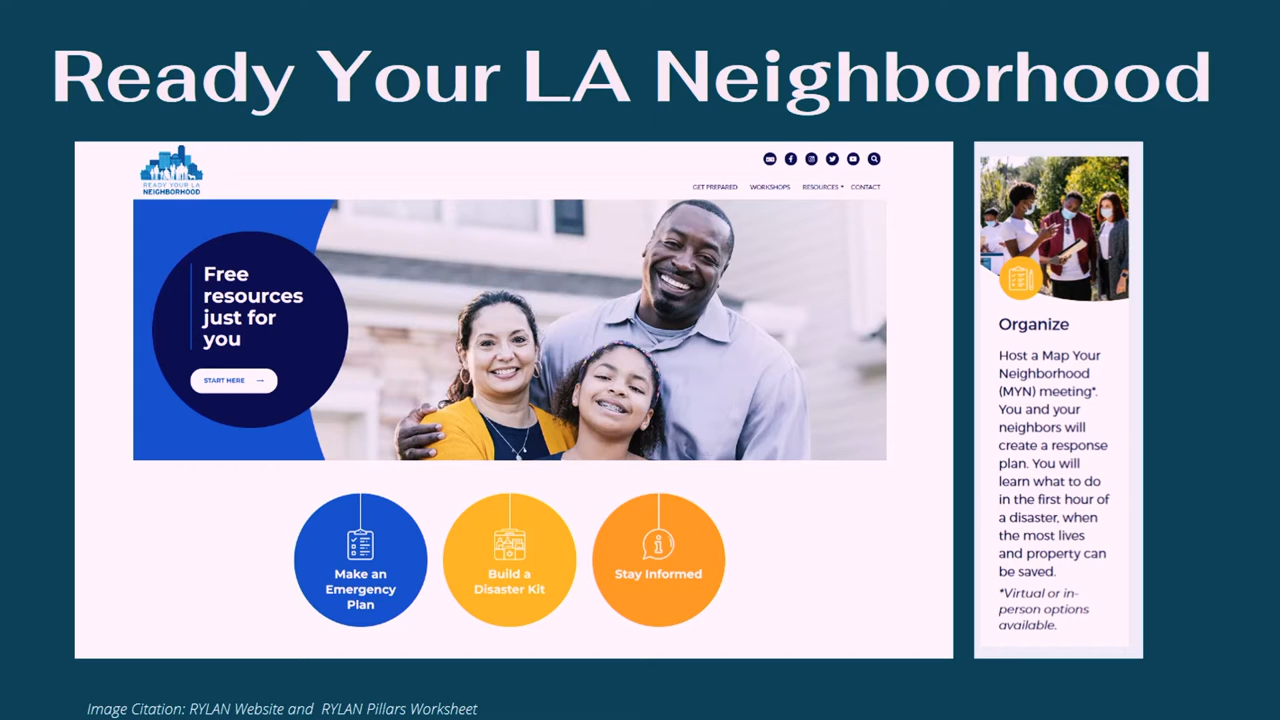 Ready Your LA Neighborhood
READY YOUR LA
NEIGHBORHOOD
GET PREPARED WORKSHOPS RESOURCES CONTACT
Free
resources
just for
you
START HERE →
Make an
Emergency
Plan
Build a
Disaster Kit
Stay Informed
Organize
Host a Map Your
Neighborhood
(MYN) meeting*.
You and your
neighbors will
create a response
plan. You will
learn what to do
in the first hour of
a disaster, when
the most lives
and property can
be saved.
*Virtual or in-
person options
available.
Image Citation: RYLAN Website and RYLAN Pillars Worksheet